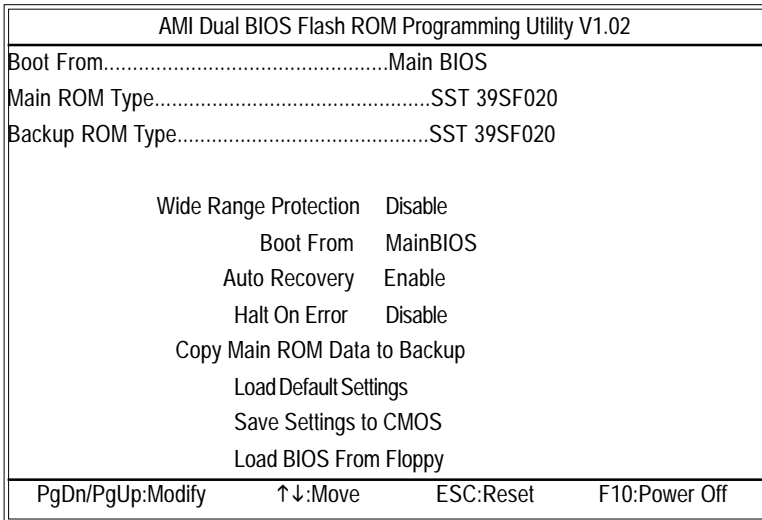 AMI Dual BIOS Flash ROM Programming Utility V1.02
Boot From.................................................Main BIOS
Main ROM Type................................................SST 39SF020
Backup ROM Type............................................SST 39SF020
Wide Range Protection Disable
Boot From MainBIOS
Auto Recovery Enable
Halt On Error Disable
Copy Main ROM Data to Backup
Load Default Settings
Save Settings to CMOS
Load BIOS From Floppy
PgDn/PgUp:Modify ↑↓:Move ESC:Reset F10:Power Off